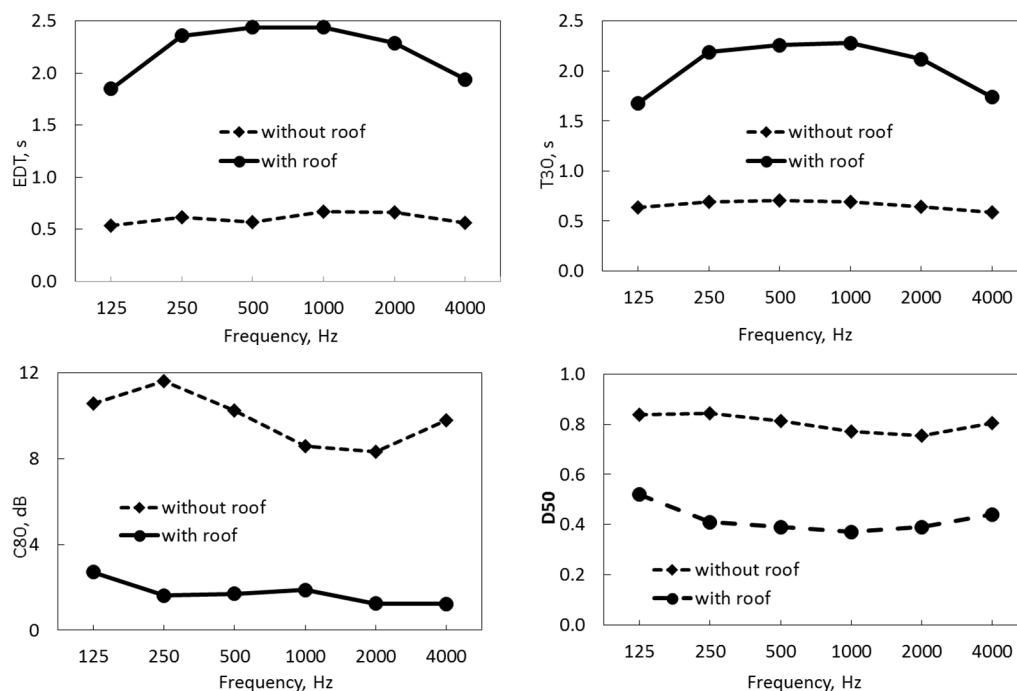 2.5
2.0
1.5
1.0
0.5
0.0
EDT, s
without roof
with roof
125 250 500 1000 2000 4000
Frequency, Hz
2.5
2.0
1.5
1.0
0.5
0.0
T30, s
without roof
with roof
125 250 500 1000 2000 4000
Frequency, Hz
12
8
4
0
C80, dB
without roof
with roof
125 250 500 1000 2000 4000
Frequency, Hz
1.0
0.8
0.6
0.4
0.2
0.0
D50
without roof
with roof
125 250 500 1000 2000 4000
Frequency, Hz